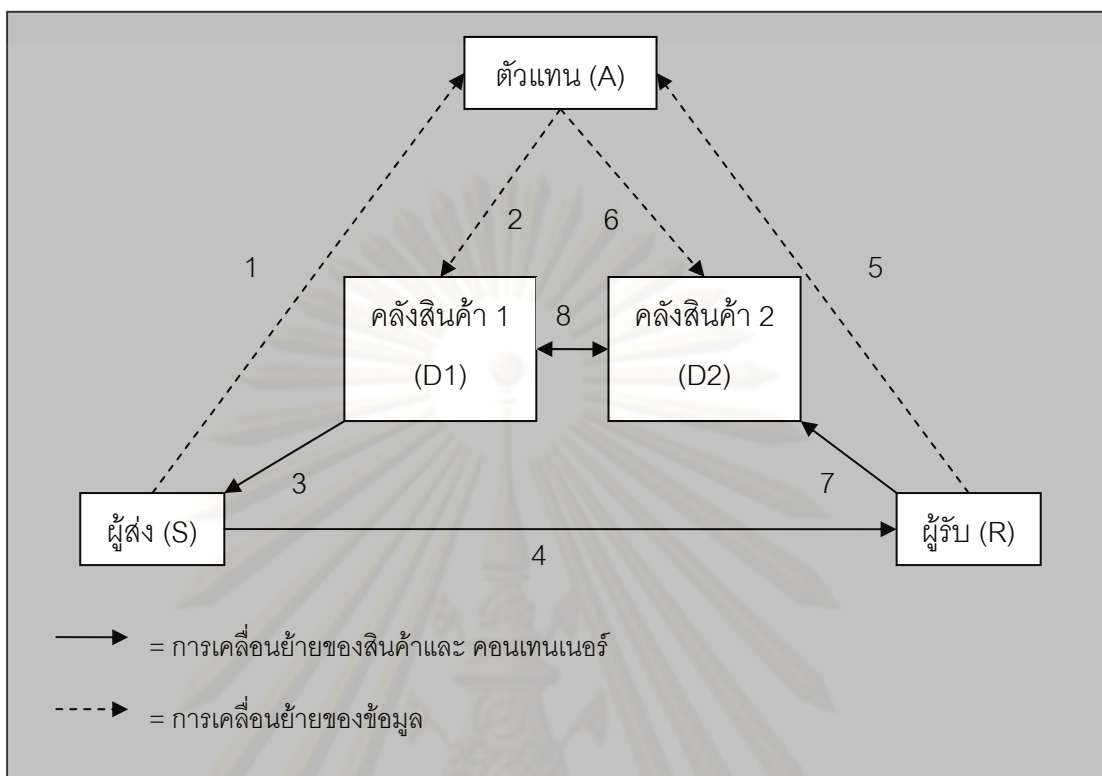 ตัวแทน (A)
1
2
6
5
คลังสินค้า 1
(D1)
8
คลังสินค้า 2
(D2)
3
7
ผู้ส่ง (S)
4
ผู้รับ (R)
= การเคลื่อนย้ายของสินค้าและ คอนเทนเนอร์
= การเคลื่อนย้ายของข้อมูล